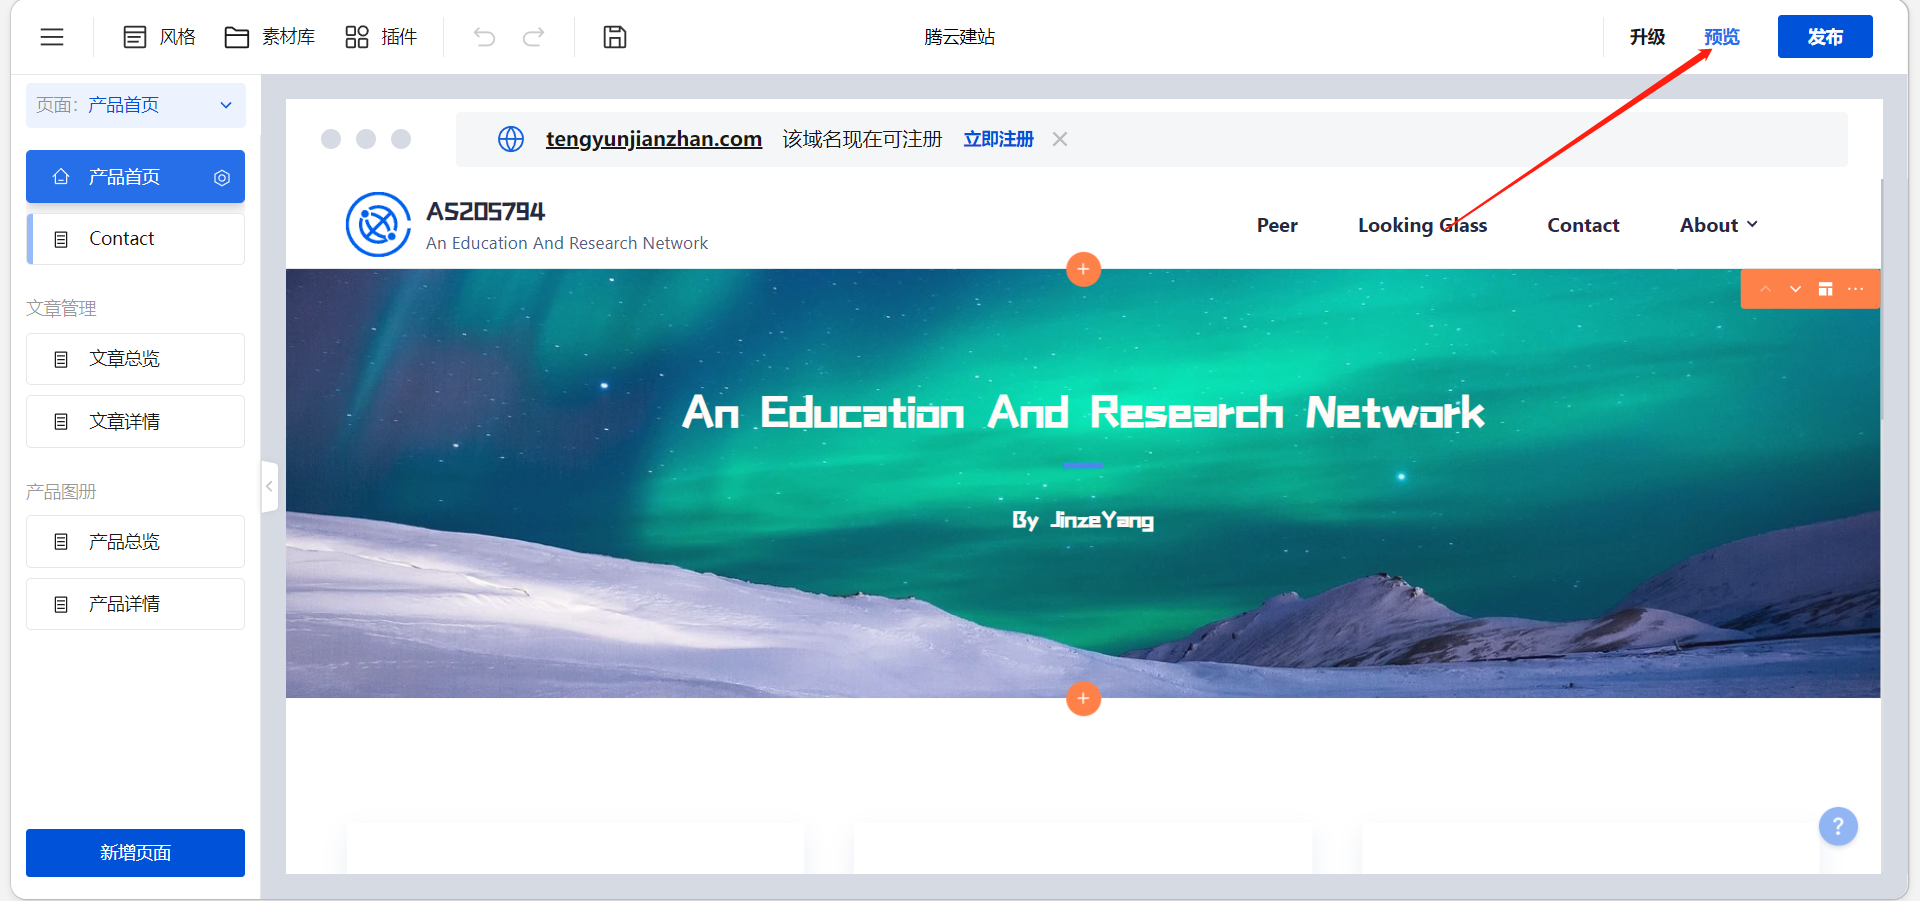 风格 素材库 插件 腾云建站 升级 预览 发布
页面: 产品首页
产品首页
Contact
文章管理
文章总览
文章详情
产品图册
产品总览
产品详情
新增页面
tengyunjianzhan.com 该域名现在可注册 立即注册
AS205794
An Education And Research Network
Peer Looking Glass Contact About
An Education And Research Network
By JinzeYang